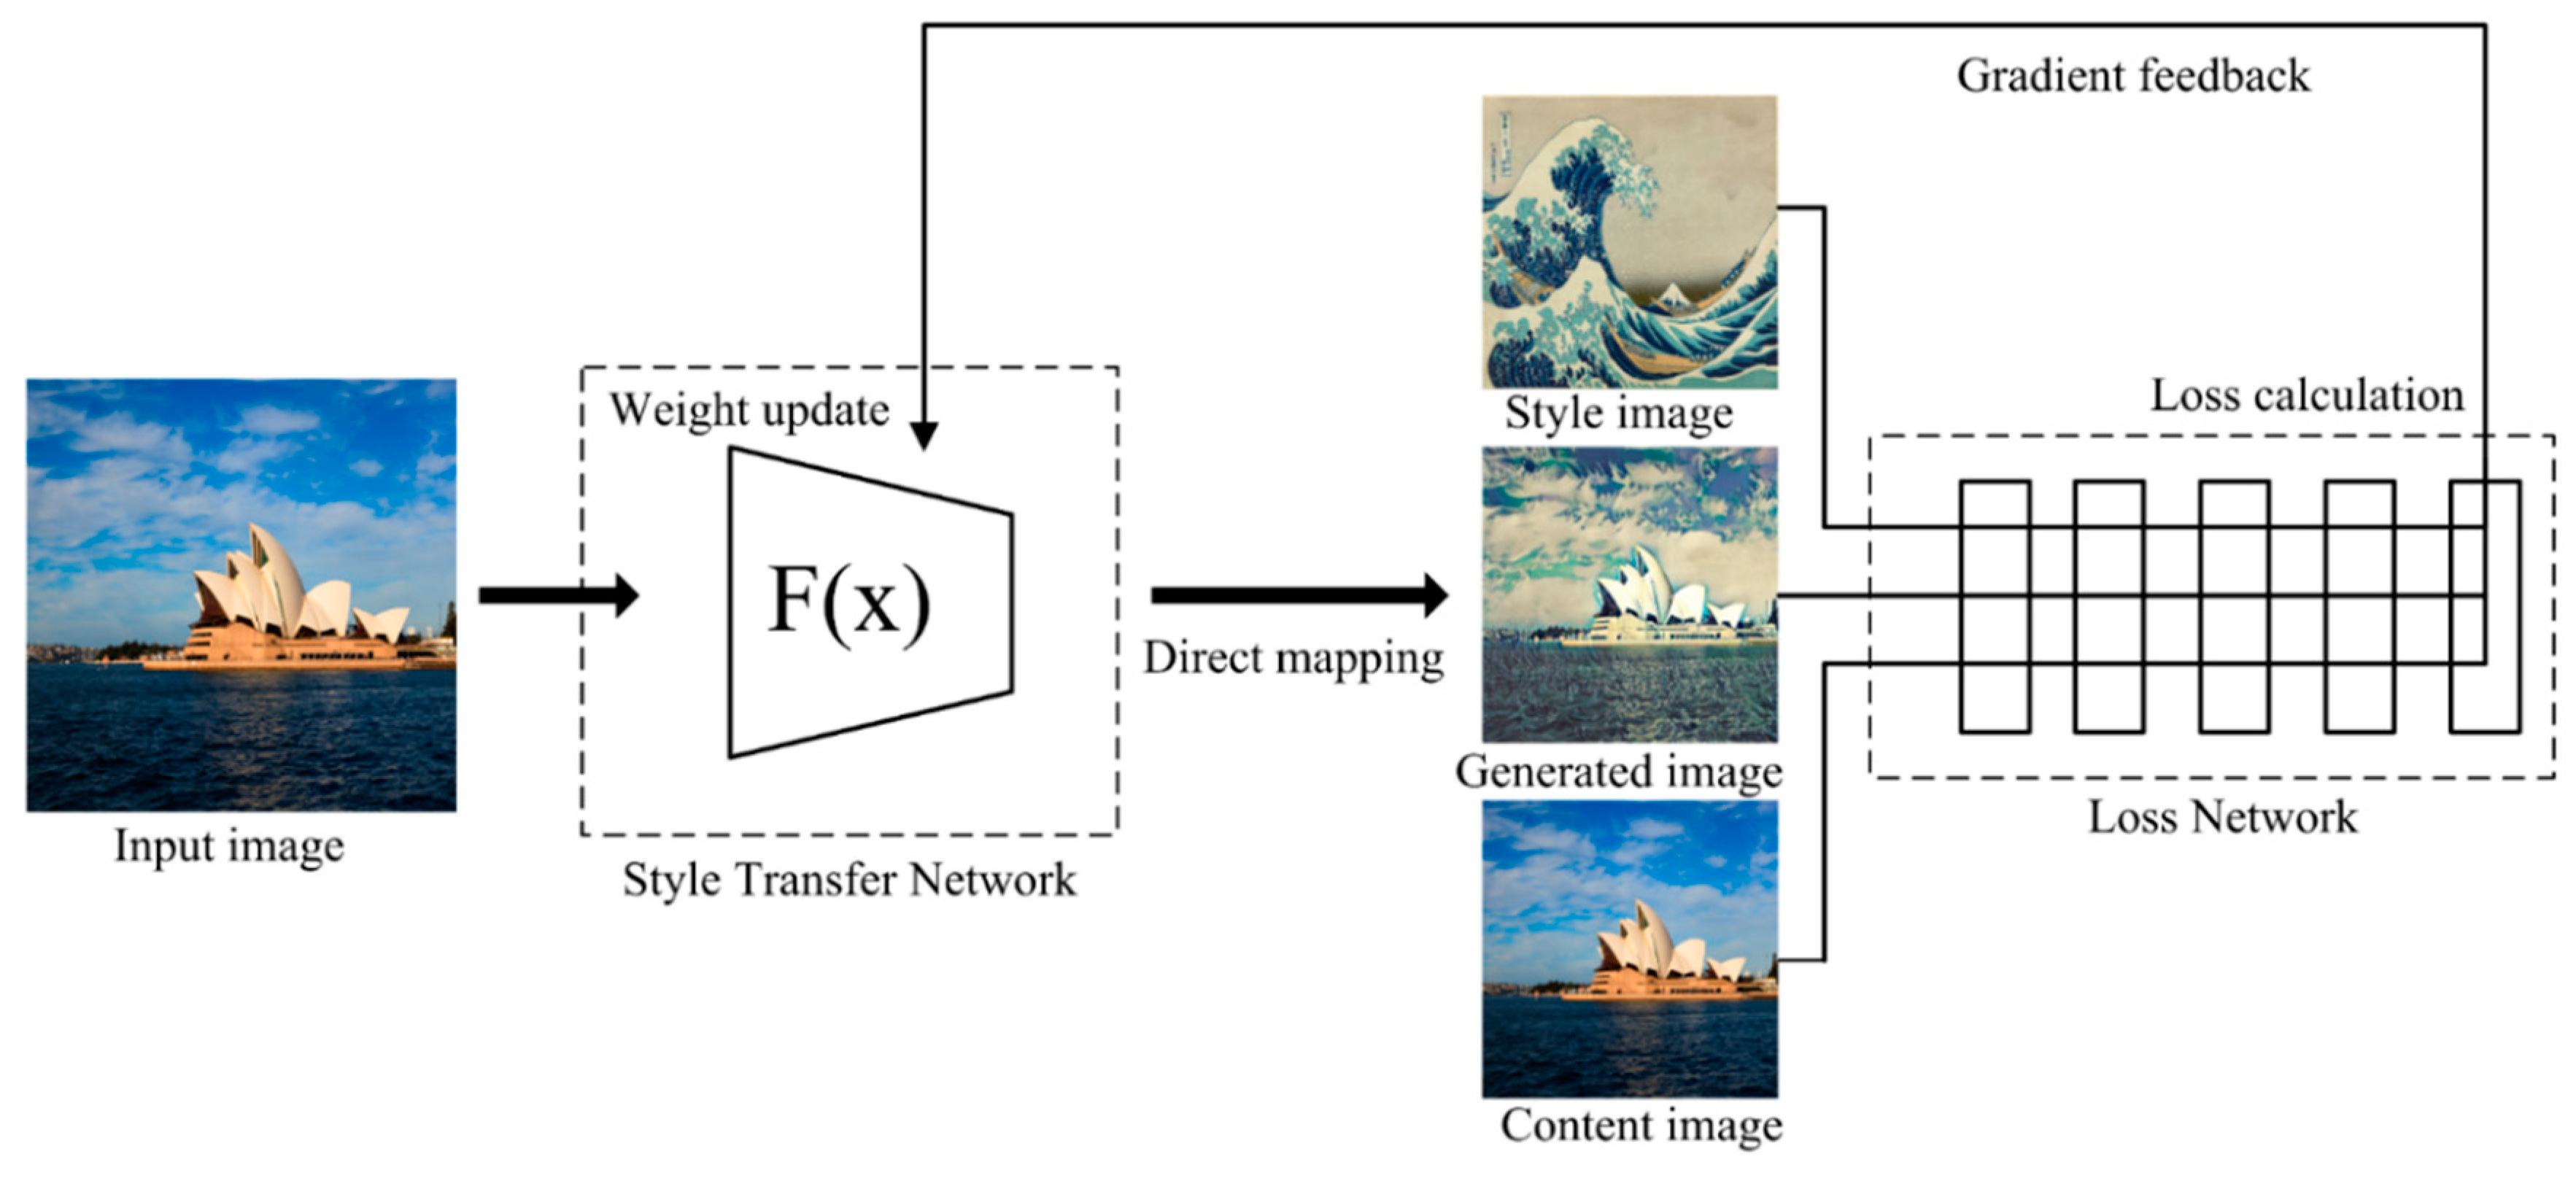 Gradient feedback
Style image
Loss calculation
Weight update
F(x)
Direct mapping
Generated image
Input image
Style Transfer Network
Loss Network
Content image